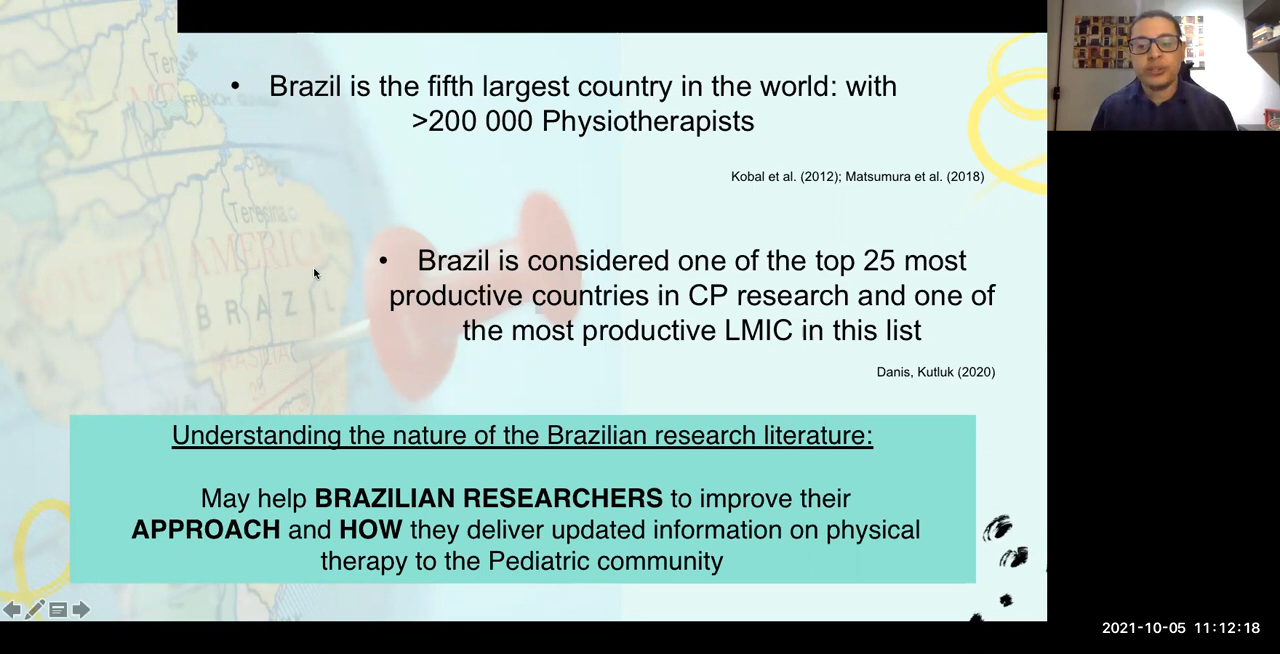 • Brazil is the fifth largest country in the world: with
>200 000 Physiotherapists
Kobal et al. (2012); Matsumura et al. (2018)
• Brazil is considered one of the top 25 most
productive countries in CP research and one of
the most productive LMIC in this list
Danis, Kutluk (2020)
Understanding the nature of the Brazilian research literature:
May help BRAZILIAN RESEARCHERS to improve their
APPROACH and HOW they deliver updated information on physical
therapy to the Pediatric community
Teresina
SOUTH AMERICA
BRAZIL
2021-10-05 11:12:18